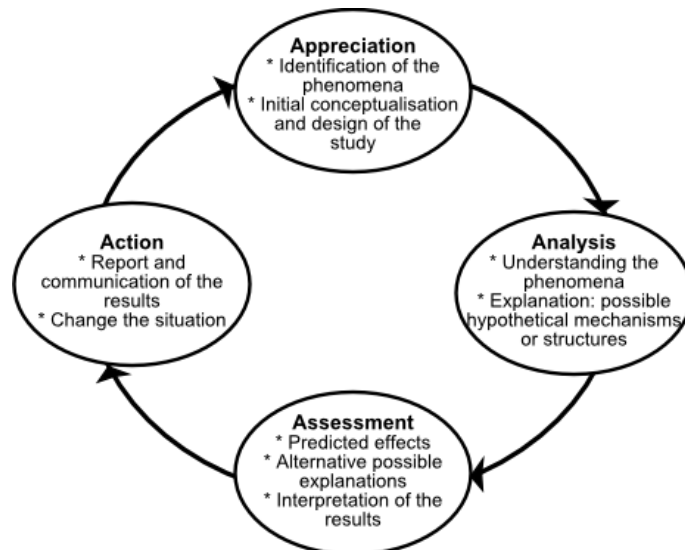 Appreciation
* Identification of the
phenomena
* Initial conceptualisation
and design of the
study
Analysis
* Understanding the
phenomena
* Explanation: possible
hypothetical mechanisms
or structures
Assessment
* Predicted effects
* Alternative possible
explanations
* Interpretation of the
results
Action
* Report and
communication of the
results
* Change the situation